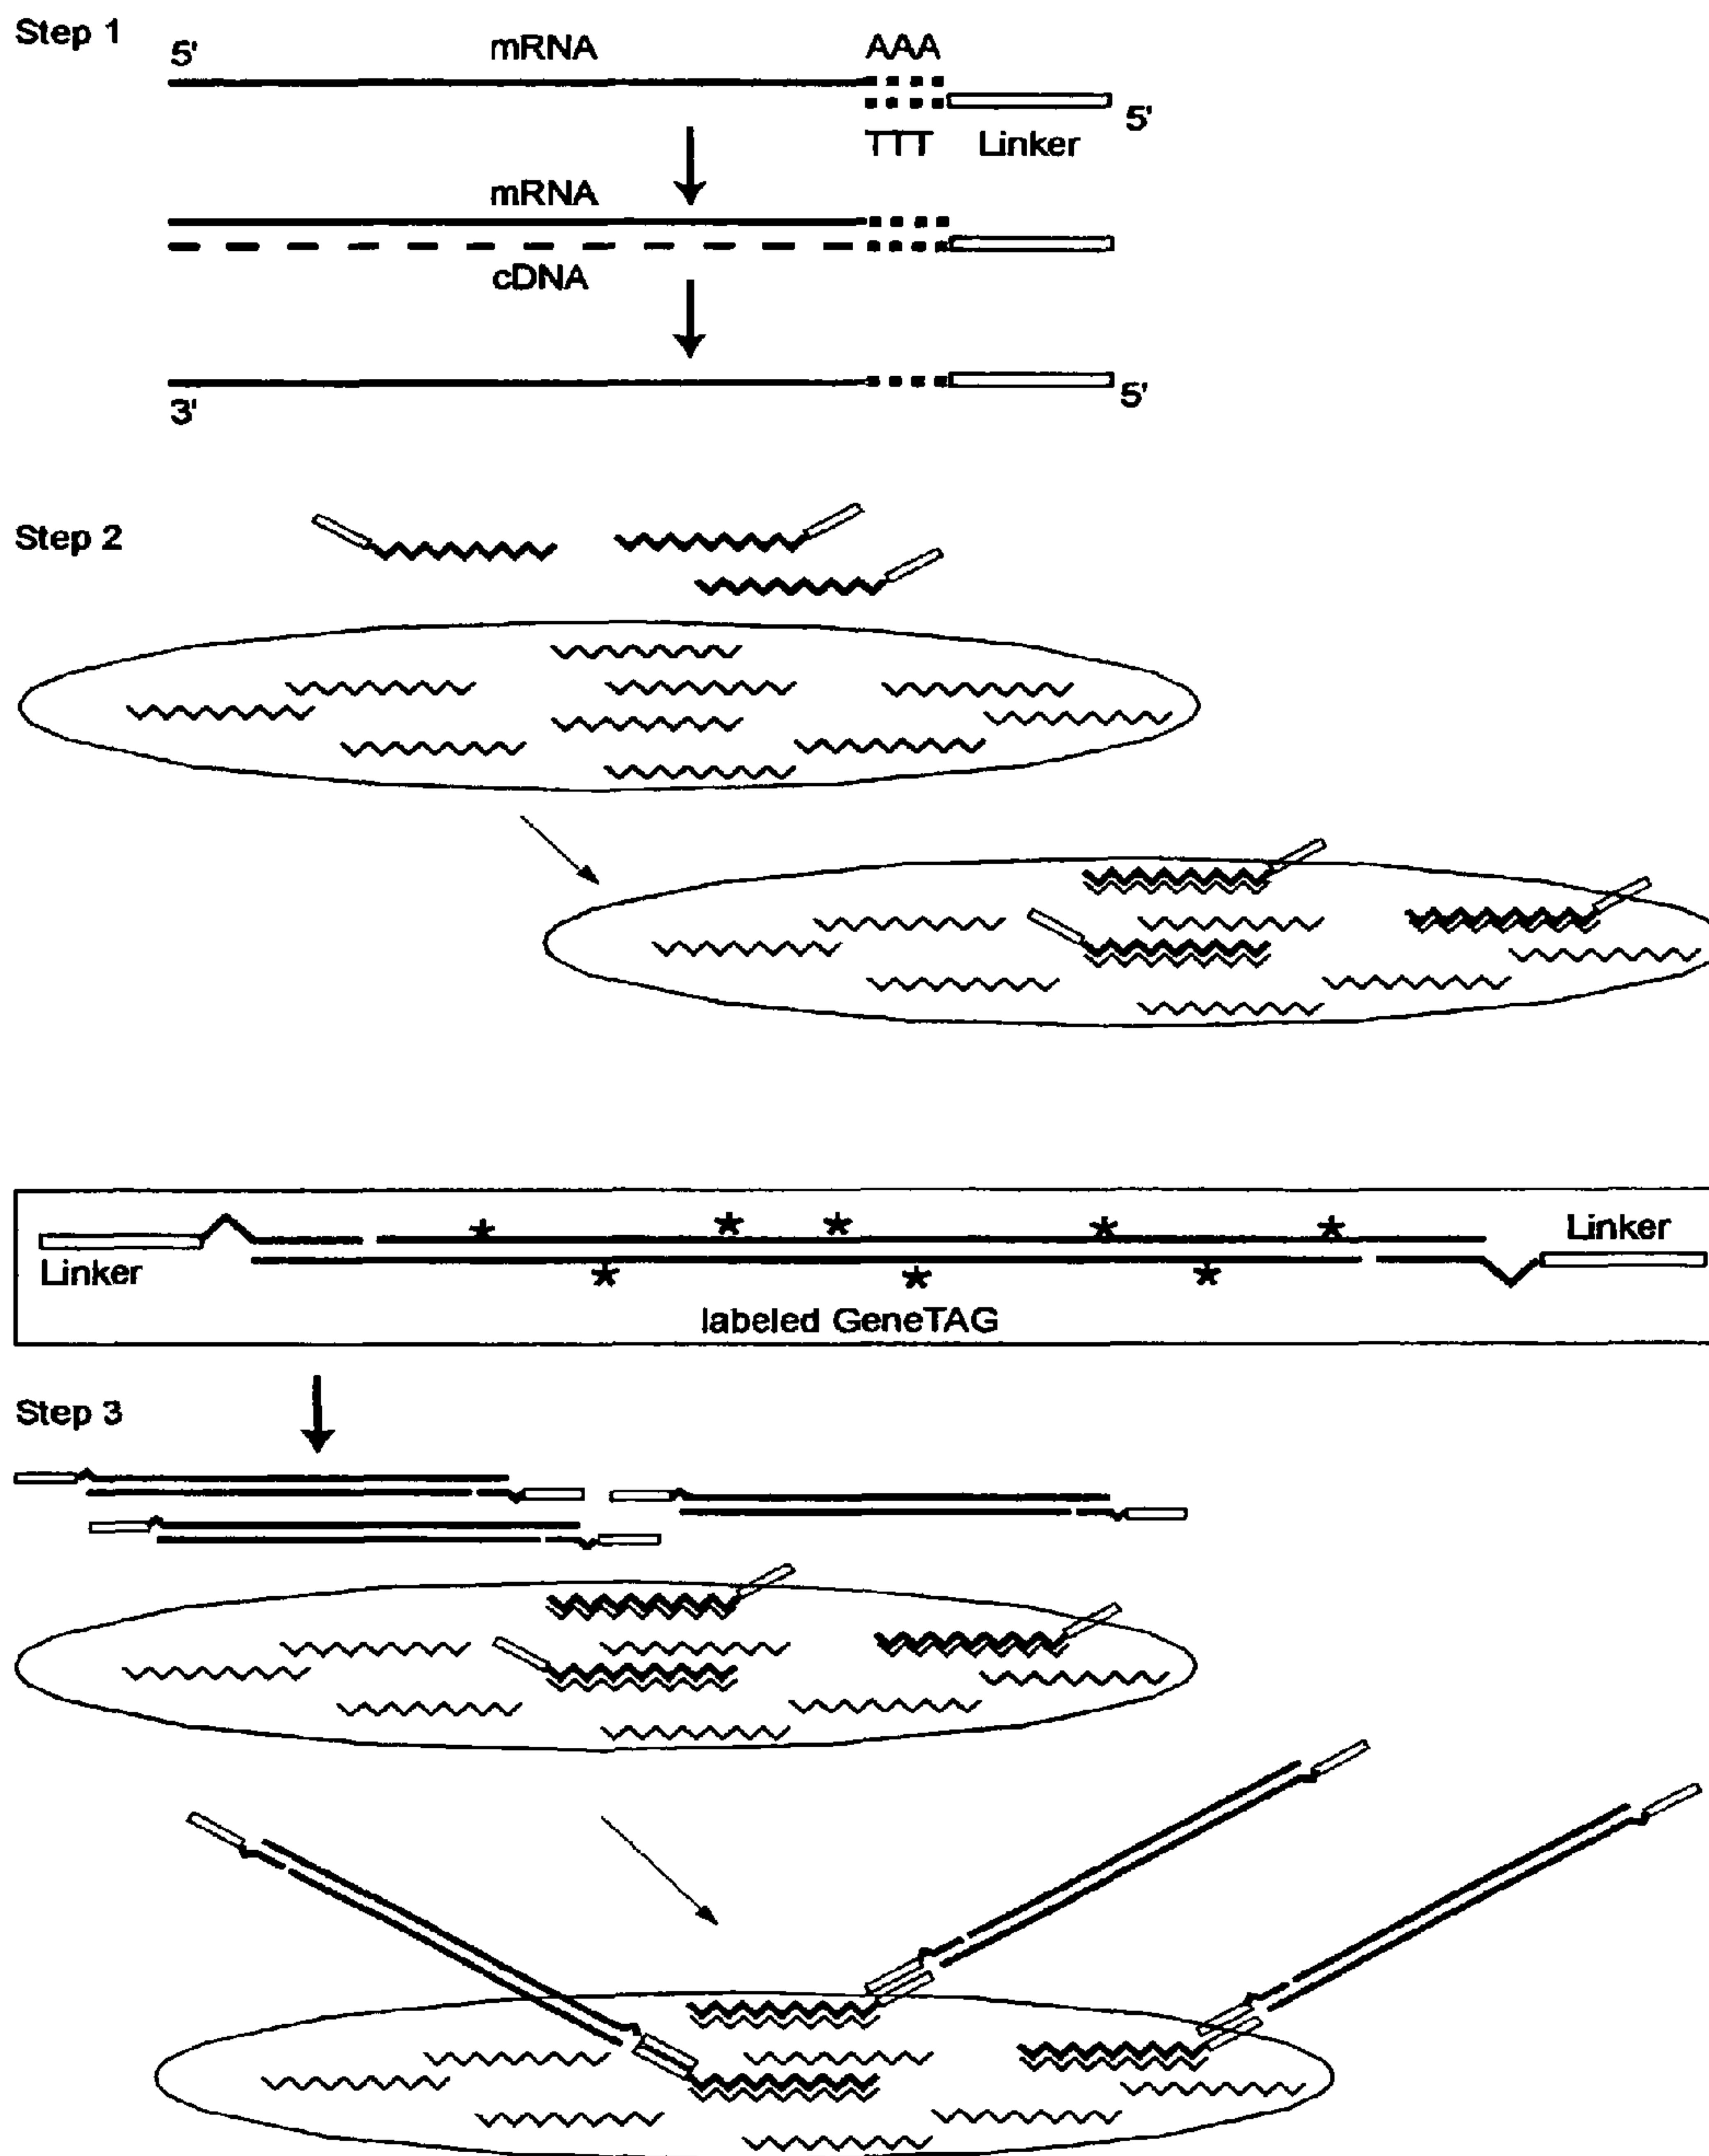 Step 1
5' mRNA AAA
5'
TTT Linker
mRNA
cDNA
3' 5'
Step 2
* * * * * Linker
Linker * * *
labeled GeneTAG
Step 3